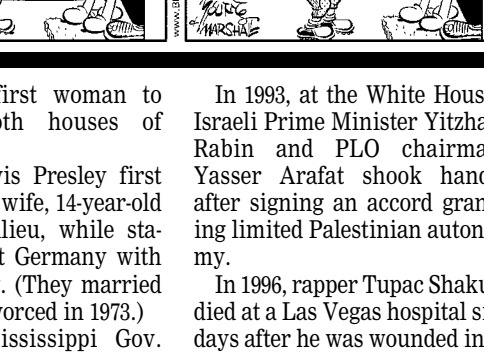 MARSHALL
first woman to
both houses of
vis Presley first
wife, 14-year-old
lieu, while sta-
t Germany with
. (They married
vorced in 1973.)
ississippi Gov.
In 1993, at the White Hous
Israeli Prime Minister Yitzha
Rabin and PLO chairma
Yasser Arafat shook hand
after signing an accord gran
ing limited Palestinian auton
my.
In 1996, rapper Tupac Shaku
died at a Las Vegas hospital si
days after he was wounded in